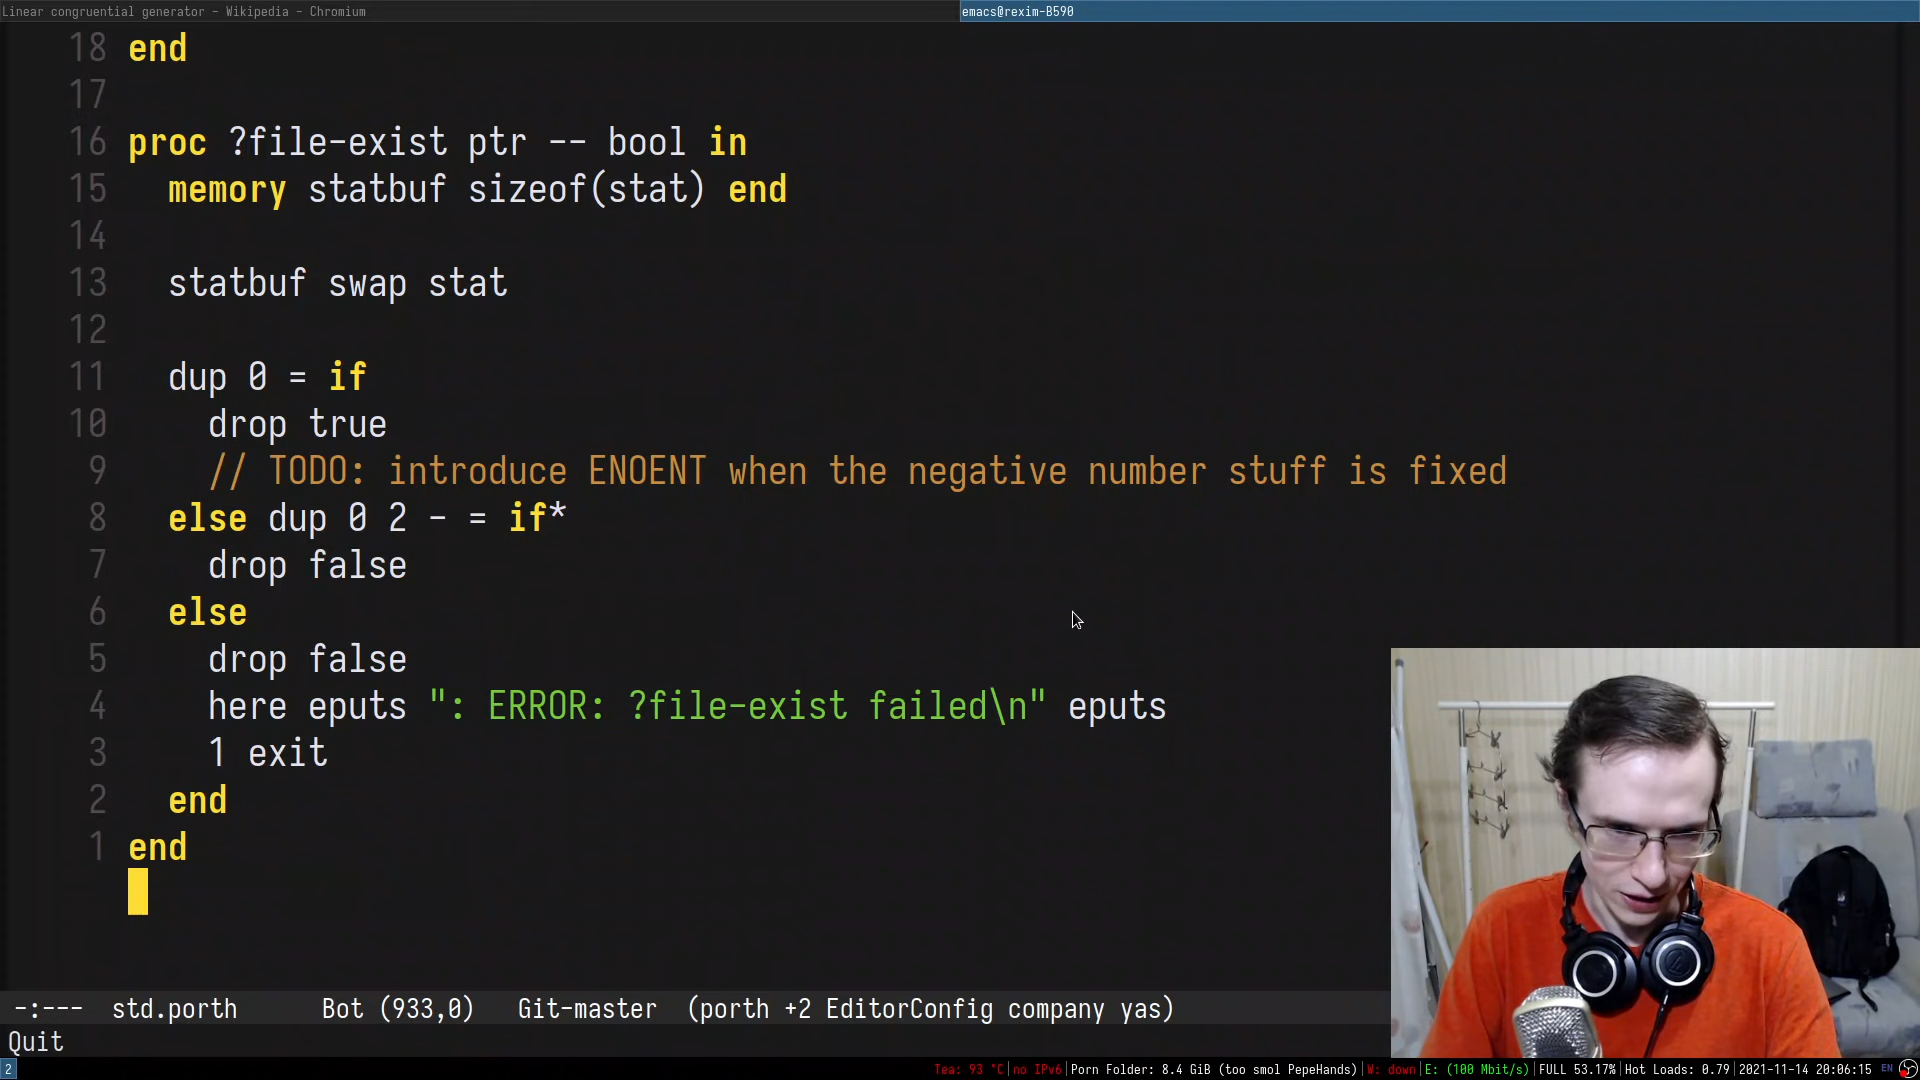 Linear congruential generator - Wikipedia - Chromium
emacs@rexim-B590
18 end
17
16 proc ?file-exist ptr -- bool in
15   memory statbuf sizeof(stat) end
14
13   statbuf swap stat
12
11   dup 0 = if
10     drop true
9     // TODO: introduce ENOENT when the negative number stuff is fixed
8   else dup 0 2 - = if*
7     drop false
6   else
5     drop false
4     here eputs ": ERROR: ?file-exist failed\n" eputs
3     1 exit
2   end
1 end
-:---  std.porth  Bot (933,0)  Git-master  (porth +2 EditorConfig company yas)
Quit
2 Tea: 93 °C|no IPv6|Porn Folder: 8.4 GiB (too smol PepeHands)|W: down|E: (100 Mbit/s)|FULL 53.17%|Hot Loads: 0.79|2021-11-14 20:06:15 EN